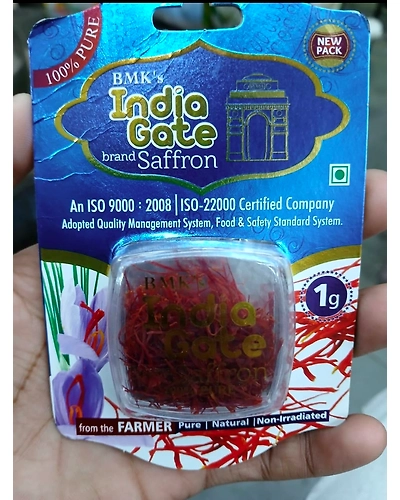 100% PURE
NEW
PACK
BMK's
India
Gate
brand Saffron
An ISO 9000 : 2008 | ISO-22000 Certified Company
Adopted Quality Management System, Food & Safety Standard System.
BMK's
India
Gate
Saffron
1g
from the FARMER Pure | Natural | Non-Irradiated